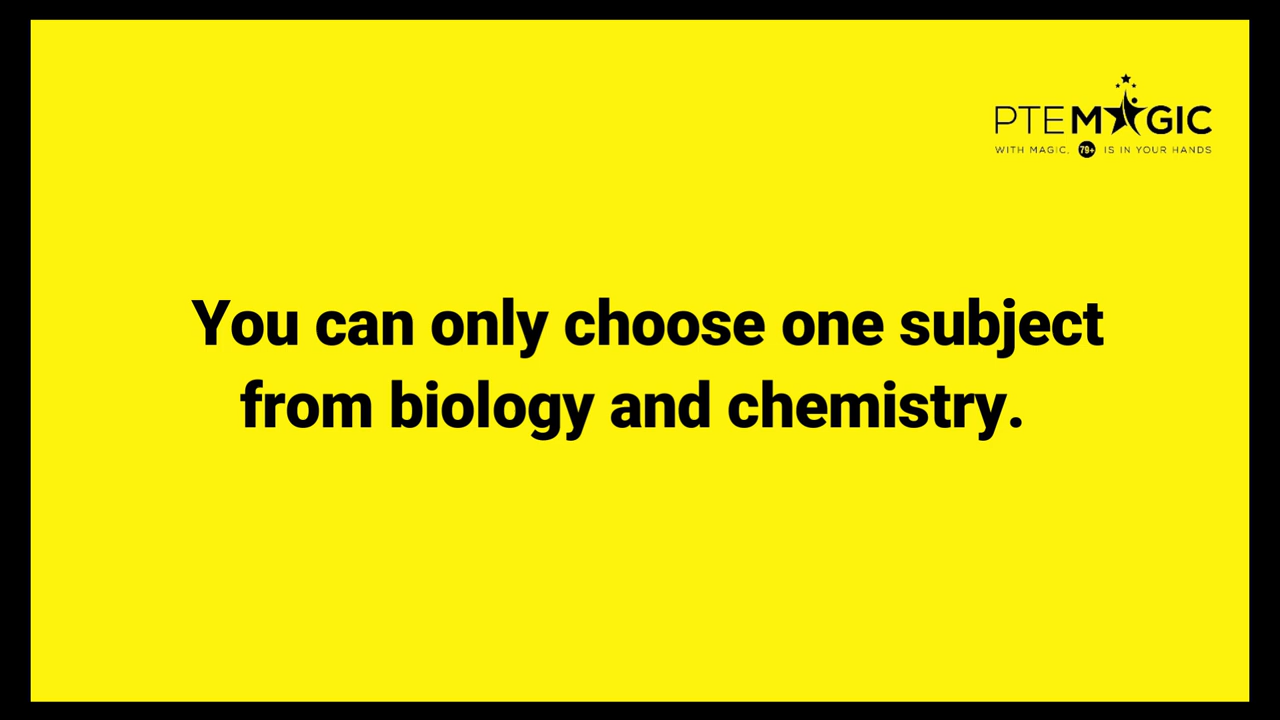 PTEMAGIC
WITH MAGIC. 79+ IS IN YOUR HANDS
You can only choose one subject
from biology and chemistry.